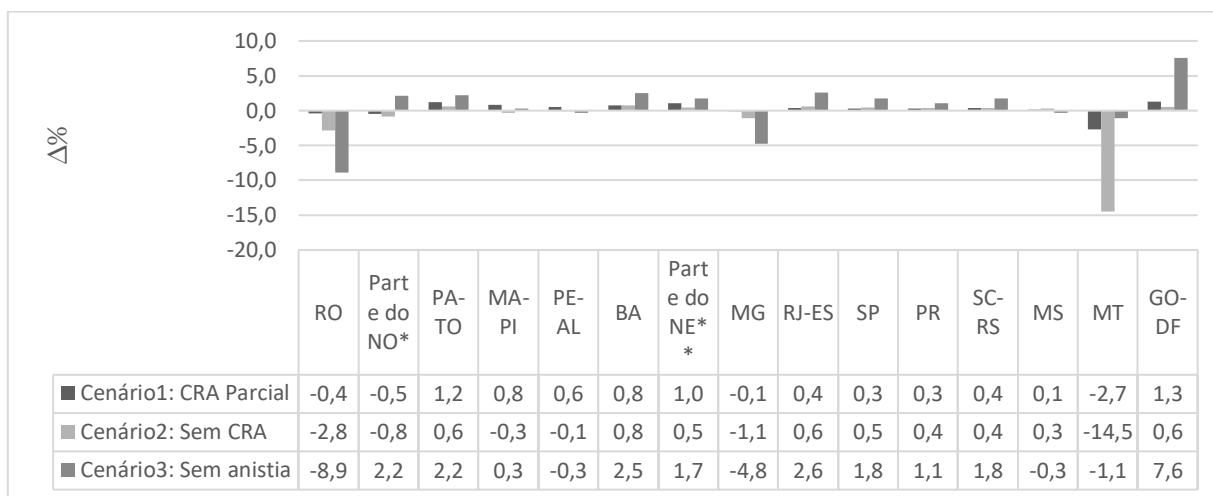 10,0
5,0
0,0
-5,0
-10,0
-15,0
-20,0
Δ%
RO Parte do NO* PA-TO MA-PI PE-AL BA Parte do NE** MG RJ-ES SP PR SC-RS MS MT GO-DF
Cenário1: CRA Parcial -0,4 -0,5 1,2 0,8 0,6 0,8 1,0 -0,1 0,4 0,3 0,3 0,4 0,1 -2,7 1,3
Cenário2: Sem CRA -2,8 -0,8 0,6 -0,3 -0,1 0,8 0,5 -1,1 0,6 0,5 0,4 0,4 0,3 -14,5 0,6
Cenário3: Sem anistia -8,9 2,2 2,2 0,3 -0,3 2,5 1,7 -4,8 2,6 1,8 1,1 1,8 -0,3 -1,1 7,6